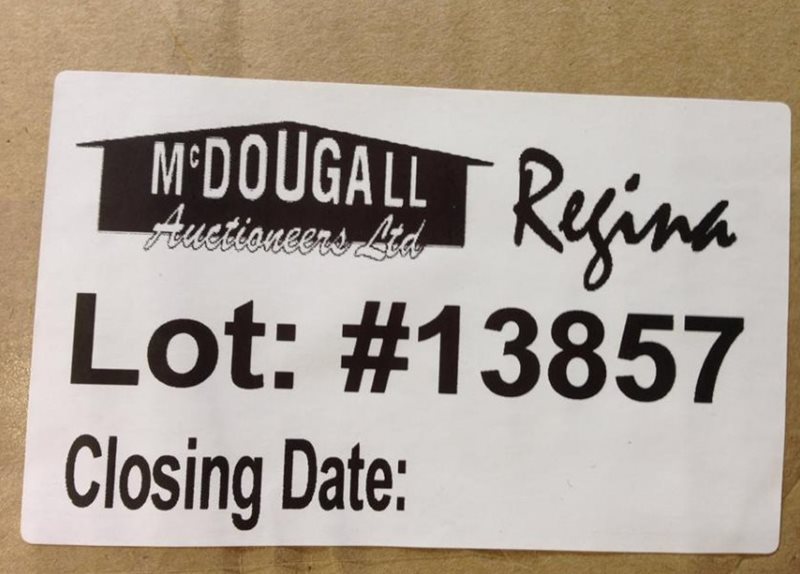 McDOUGALL
Auctioneers Ltd
Regina
Lot: #13857
Closing Date: